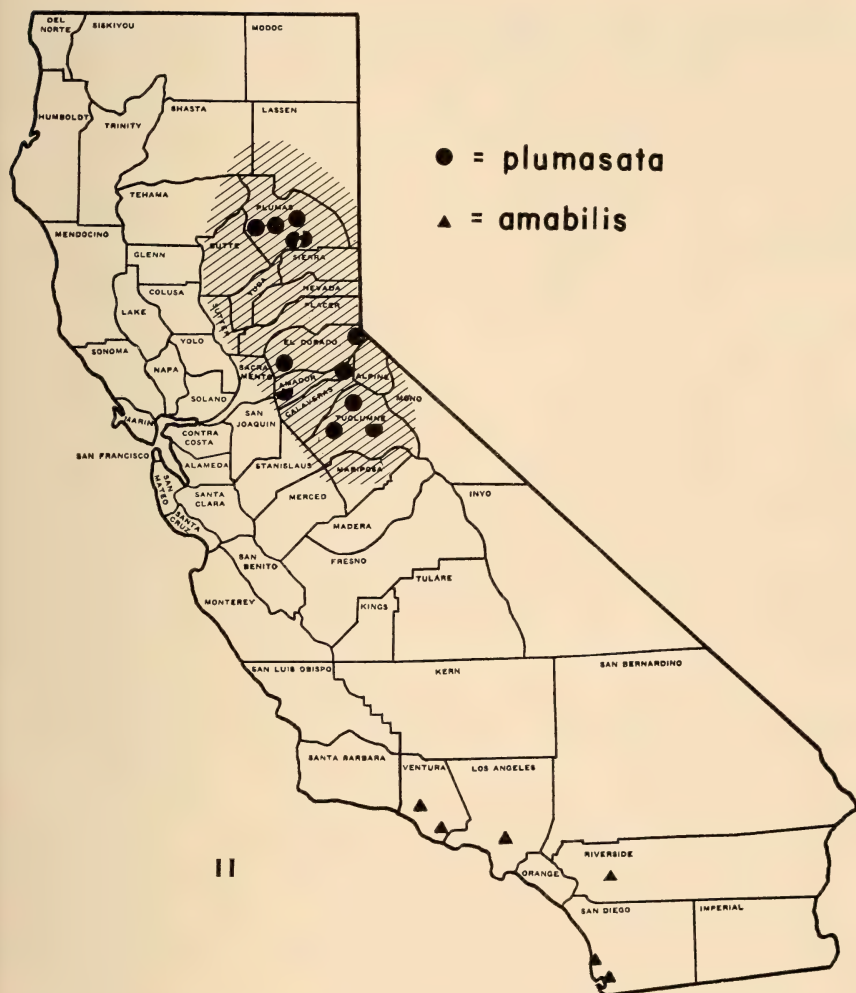 DEL
NORTE
SISKIYOU
MODOC
HUMBOLDT
TRINITY
SHASTA
LASSEN
= plumasata
= amabilis
TEHAMA
PLUMAS
BUTTE
SIERRA
MENDOCINO
GLENN
COLUSA
LAKE
YUBA
NEVADA
PLACER
SUTTER
SONOMA
YOLO
NAPA
EL DORADO
SACRA
MENTO
AMADOR
ALPINE
SOLANO
CALAVERAS
MONO
MARIN
SAN
JOAQUIN
TUOLUMNE
CONTRA
COSTA
SAN FRANCISCO
ALAMEDA
STANISLAUS
MARIPOSA
SAN
MATEO
SANTA
CLARA
MERCED
INYO
SANTA
CRUZ
MADERA
SAN
BENITO
FRESNO
TULARE
MONTEREY
KINGS
SAN LUIS OBISPO
KERN
SAN BERNARDINO
SANTA BARBARA
VENTURA
LOS ANGELES
II
RIVERSIDE
ORANGE
SAN DIEGO
IMPERIAL